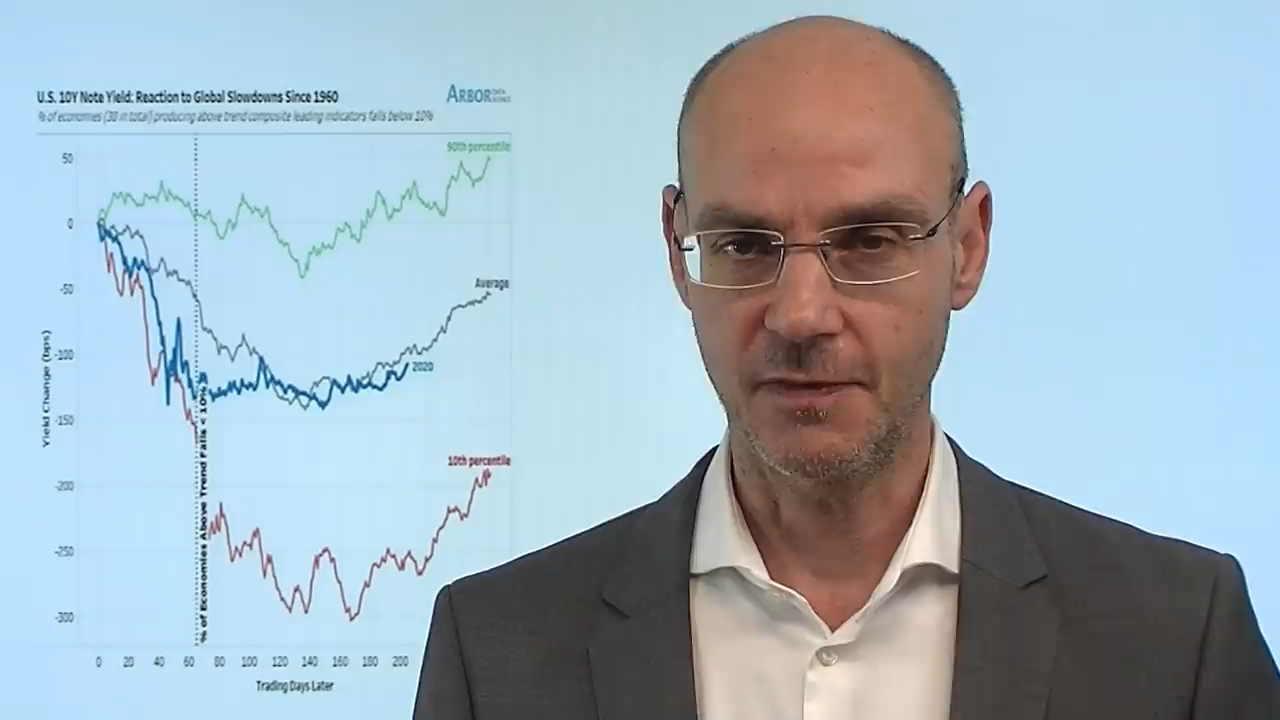 U.S. 10Y Note Yield: Reaction to Global Slowdowns Since 1960
ARBOR DATA SCIENCE
% of economies (38 in total) producing above trend composite leading indicators falls below 10%
90th percentile
50
0
-50
-100
-150
-200
-250
-300
Yield Change (bps)
Average
2020
10th percentile
% of Economies Above Trend Falls < 10%
0 20 40 60 80 100 120 140 160 180 200
Trading Days Later